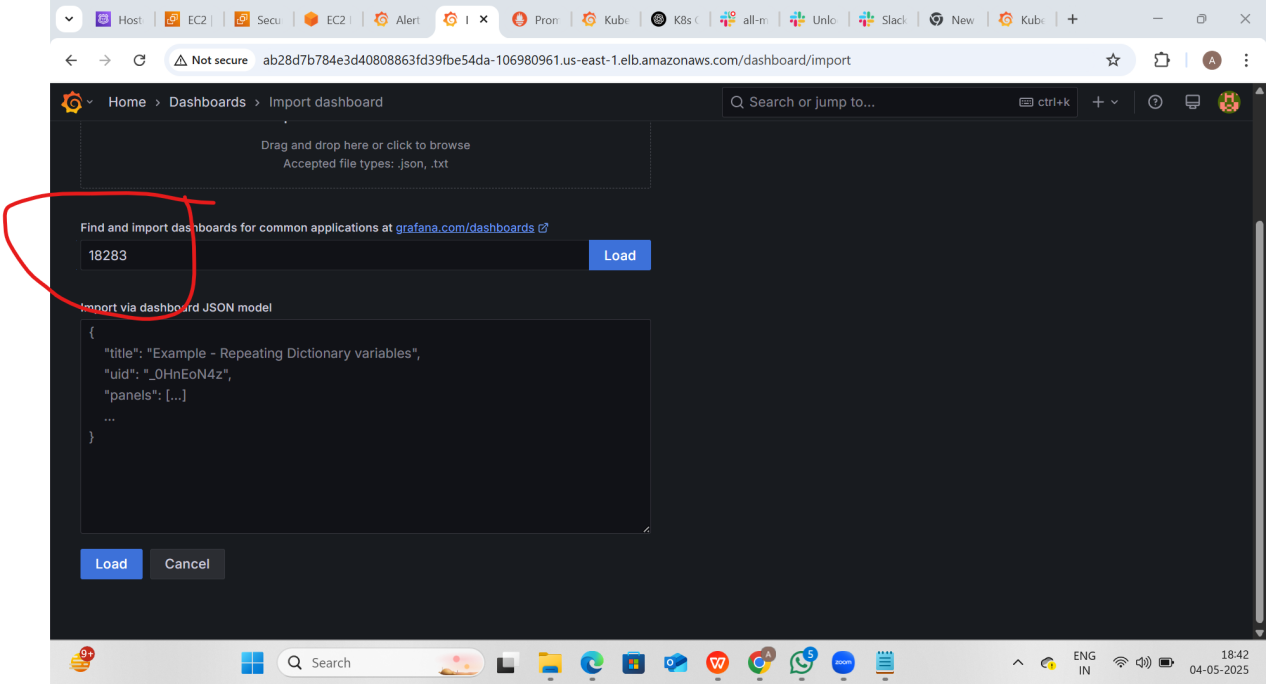 Host
EC2 |
Secu
EC2 |
Alert
I
Pron
Kube
K8s
all-m
Unlo
Slack
New
Kube
Not secure
ab28d7b784e3d40808863fd39fbe54da-106980961.us-east-1.elb.amazonaws.com/dashboard/import
A
Home › Dashboards › Import dashboard
Search or jump to...
ctrl+k
Drag and drop here or click to browse
Accepted file types: .json, .txt
Find and import dashboards for common applications at grafana.com/dashboards
18283
Load
Import via dashboard JSON model
{
"title": "Example - Repeating Dictionary variables",
"uid": "_0HnEoN4z",
"panels": [...]
...
}
Load
Cancel
9+
Search
A
5
zoom
ENG
IN
18:42
04-05-2025